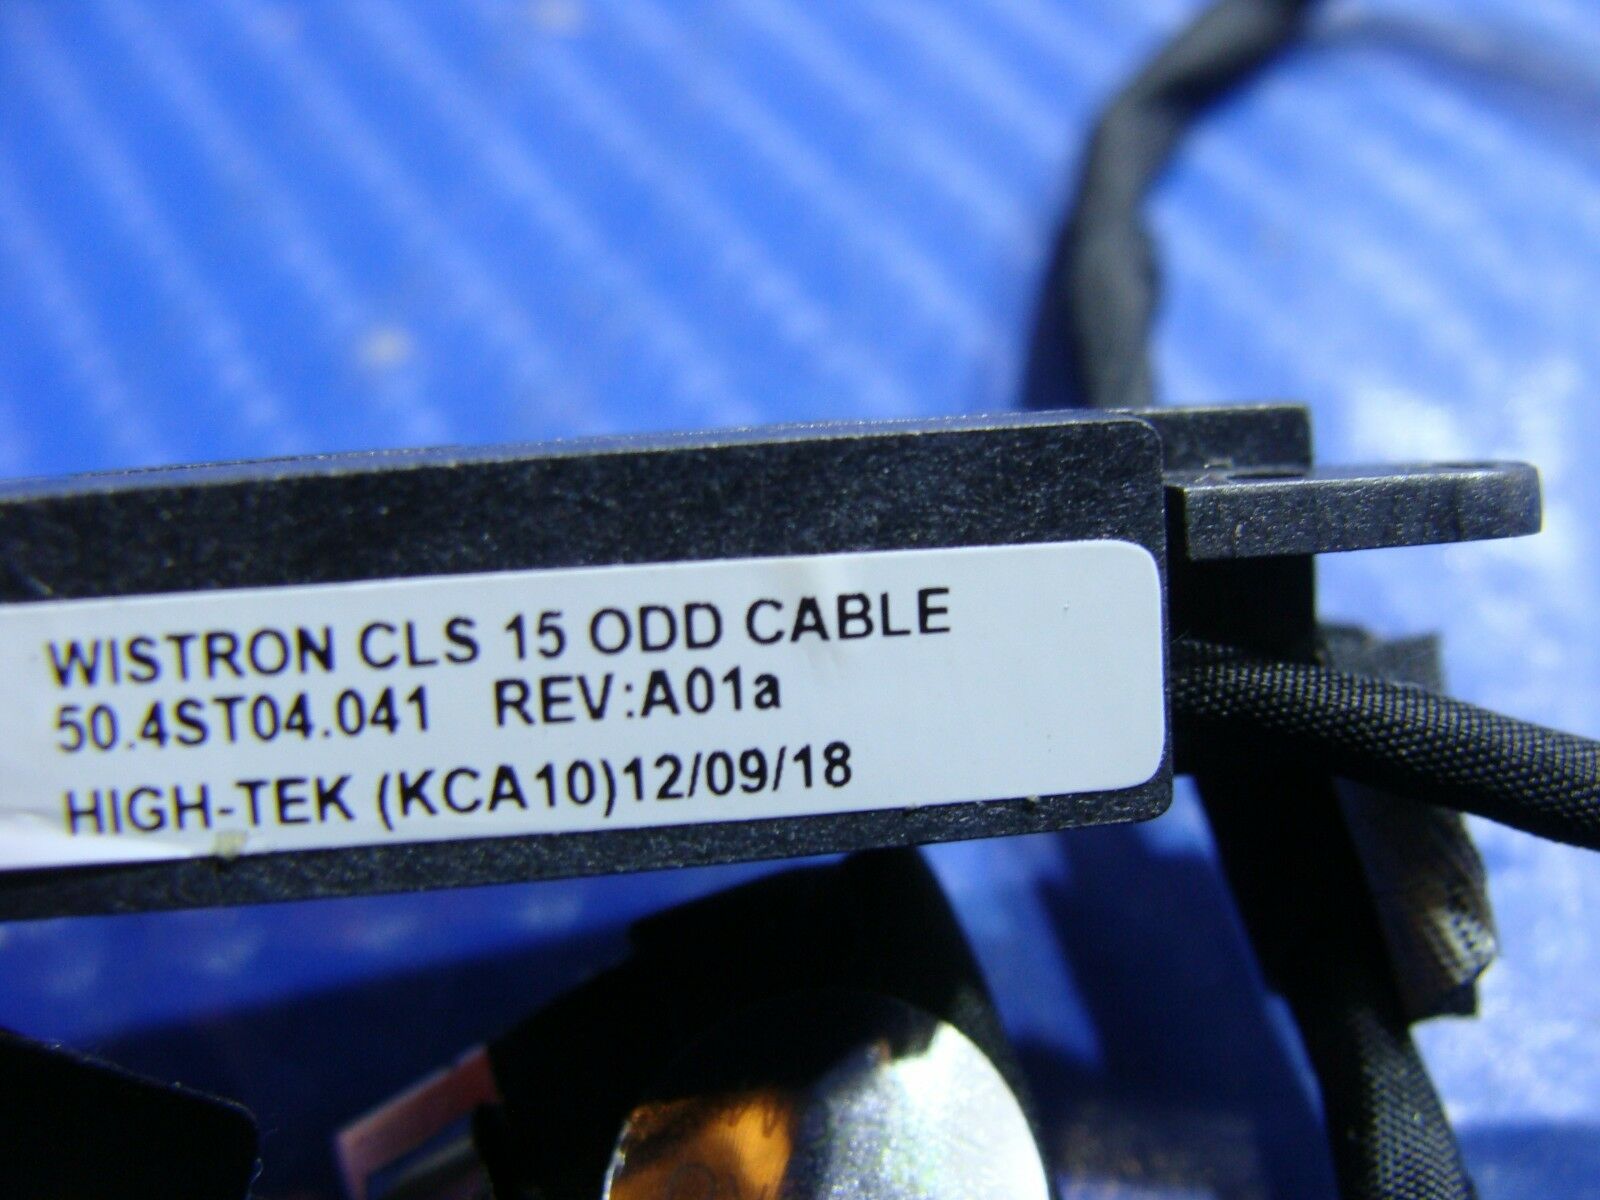 WISTRON CLS 15 ODD CABLE
50.4ST04.041 REV:A01a
HIGH-TEK (KCA10)12/09/18